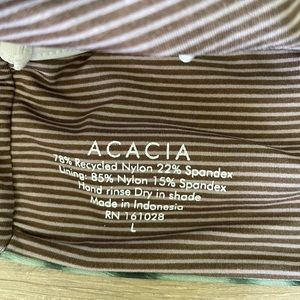 ACACIA
78% Recycled Nylon 22% Spandex
Lining: 85% Nylon 15% Spandex
Hand rinse Dry in shade
Made in Indonesia
RN 161028
L